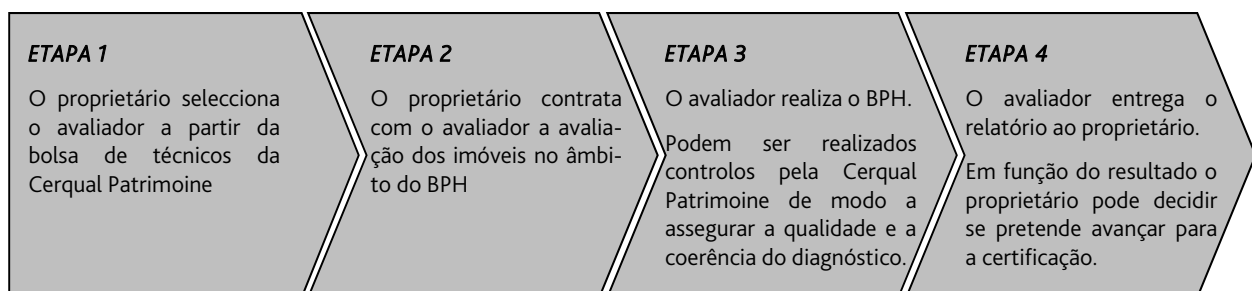 ETAPA 1
O proprietário selecciona
o avaliador a partir da
bolsa de técnicos da
Cerqual Patrimoine
ETAPA 2
O proprietário contrata
com o avaliador a avalia-
ção dos imóveis no âmbi-
to do BPH
ETAPA 3
O avaliador realiza o BPH.
Podem ser realizados
controlos pela Cerqual
Patrimoine de modo a
assegurar a qualidade e a
coerência do diagnóstico.
ETAPA 4
O avaliador entrega o
relatório ao proprietário.
Em função do resultado o
proprietário pode decidir
se pretende avançar para
a certificação.